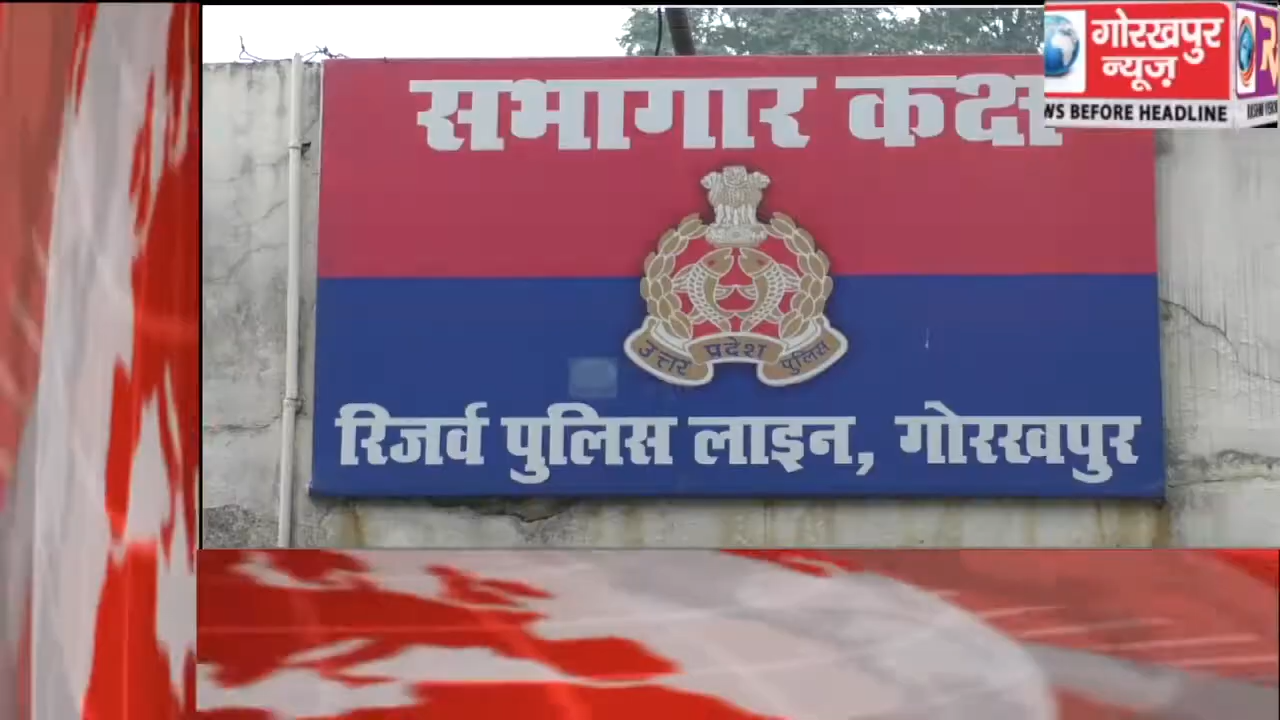 सभागार कक्ष
गोरखपुर
न्यूज़
WS BEFORE HEADLINE
उत्तर प्रदेश पुलिस
रिजर्व पुलिस लाइन, गोरखपुर